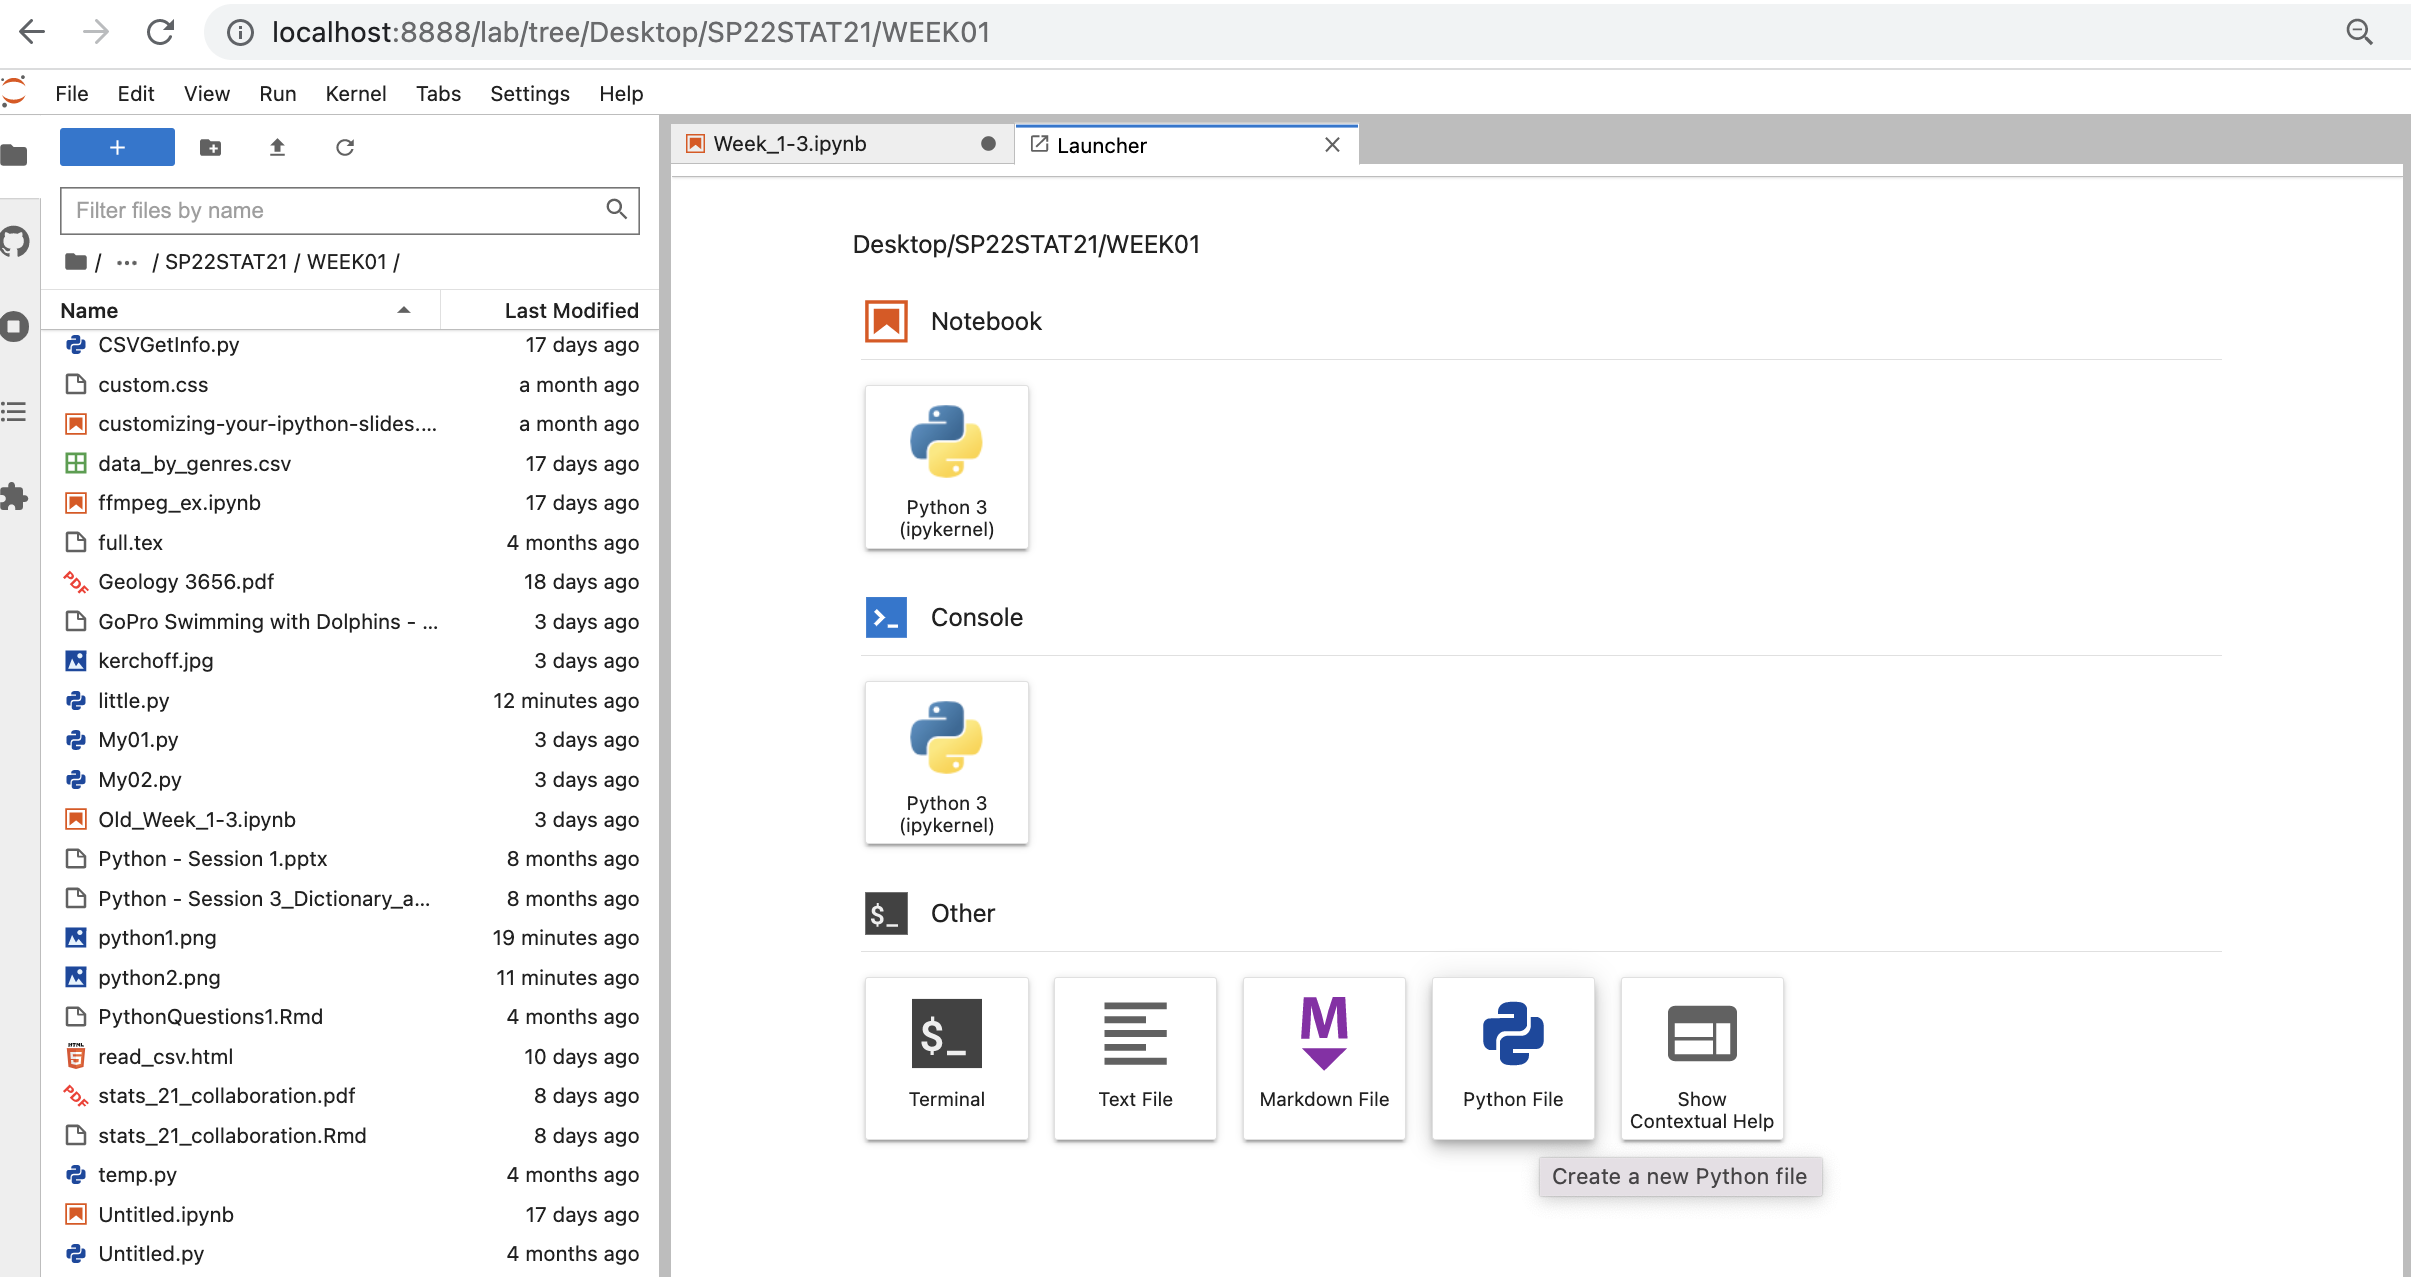 localhost:8888/lab/tree/Desktop/SP22STAT21/WEEK01
File Edit View Run Kernel Tabs Settings Help
+
Week_1-3.ipynb
Launcher
Filter files by name
/ ... / SP22STAT21 / WEEK01 /
Name Last Modified
CSVGetInfo.py 17 days ago
custom.css a month ago
customizing-your-ipython-slides.... a month ago
data_by_genres.csv 17 days ago
ffmpeg_ex.ipynb 17 days ago
full.tex 4 months ago
PDF Geology 3656.pdf 18 days ago
GoPro Swimming with Dolphins - ... 3 days ago
kerchoff.jpg 3 days ago
little.py 12 minutes ago
My01.py 3 days ago
My02.py 3 days ago
Old_Week_1-3.ipynb 3 days ago
Python - Session 1.pptx 8 months ago
Python - Session 3_Dictionary_a... 8 months ago
python1.png 19 minutes ago
python2.png 11 minutes ago
PythonQuestions1.Rmd 4 months ago
HTML 5 read_csv.html 10 days ago
PDF stats_21_collaboration.pdf 8 days ago
stats_21_collaboration.Rmd 8 days ago
temp.py 4 months ago
Untitled.ipynb 17 days ago
Untitled.py 4 months ago
Desktop/SP22STAT21/WEEK01
Notebook
Python 3
(ipykernel)
>_ Console
Python 3
(ipykernel)
$_ Other
$_
Terminal
Text File
M
Markdown File
Python File
Show
Contextual Help
Create a new Python file